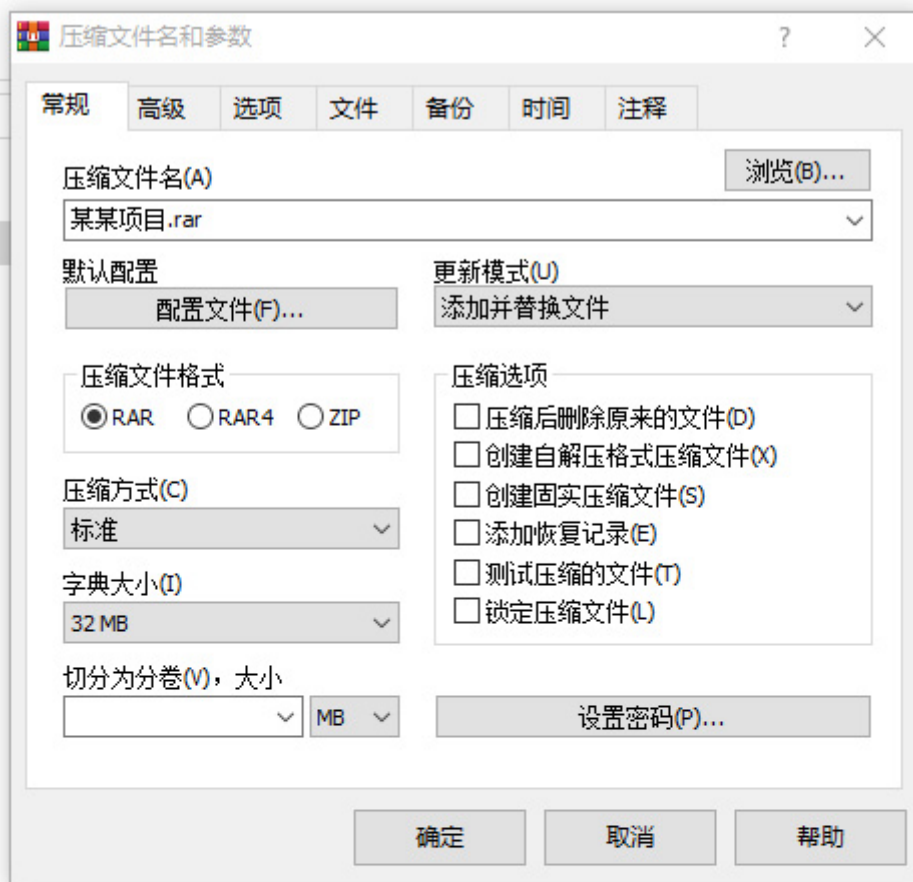 压缩文件名和参数
常规 高级 选项 文件 备份 时间 注释
压缩文件名(A)
浏览(B)...
某某项目.rar
默认配置
配置文件(F)...
更新模式(U)
添加并替换文件
压缩文件格式
RAR RAR4 ZIP
压缩方式(C)
标准
字典大小(I)
32 MB
切分为分卷(V)，大小
MB
压缩选项
压缩后删除原来的文件(D)
创建自解压格式压缩文件(X)
创建固实压缩文件(S)
添加恢复记录(E)
测试压缩的文件(T)
锁定压缩文件(L)
设置密码(P)...
确定 取消 帮助